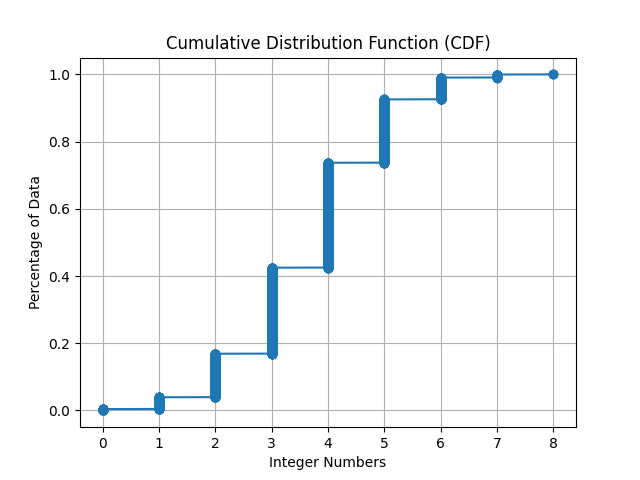 Cumulative Distribution Function (CDF)
Percentage of Data
1.0
0.8
0.6
0.4
0.2
0.0
0 1 2 3 4 5 6 7 8
Integer Numbers